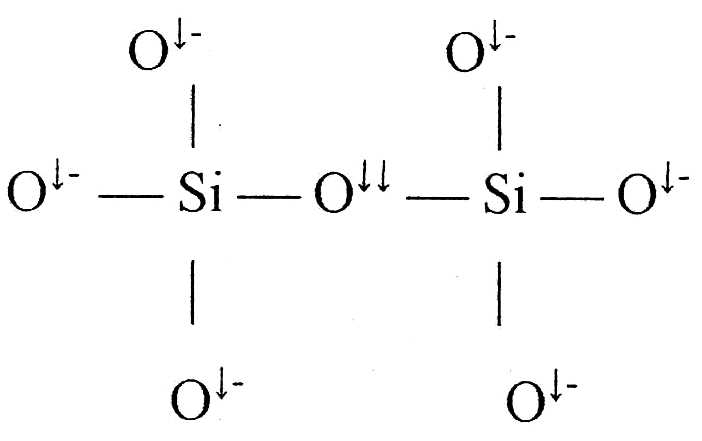 O↓- O↓-
O↓- — Si — O↓↓ — Si — O↓-
O↓- O↓-